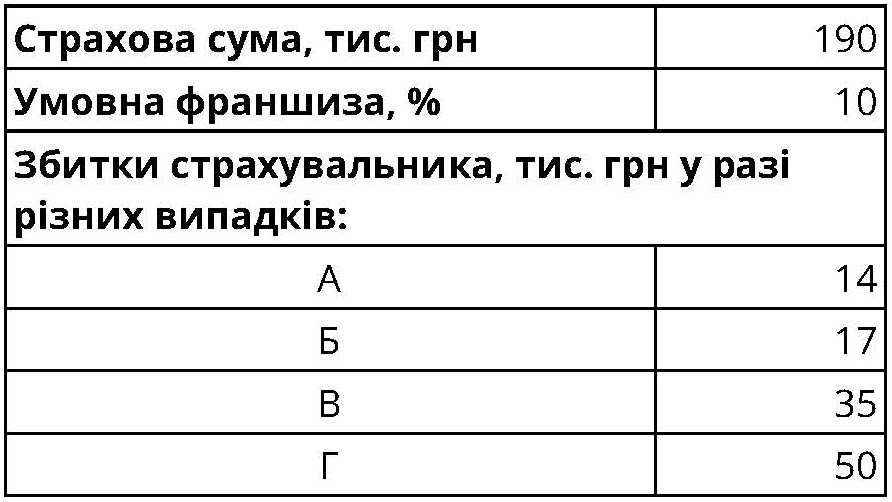 Страхова сума, тис. грн 190
Умовна франшиза, % 10
Збитки страхувальника, тис. грн у разі
різних випадків:
А 14
Б 17
В 35
Г 50